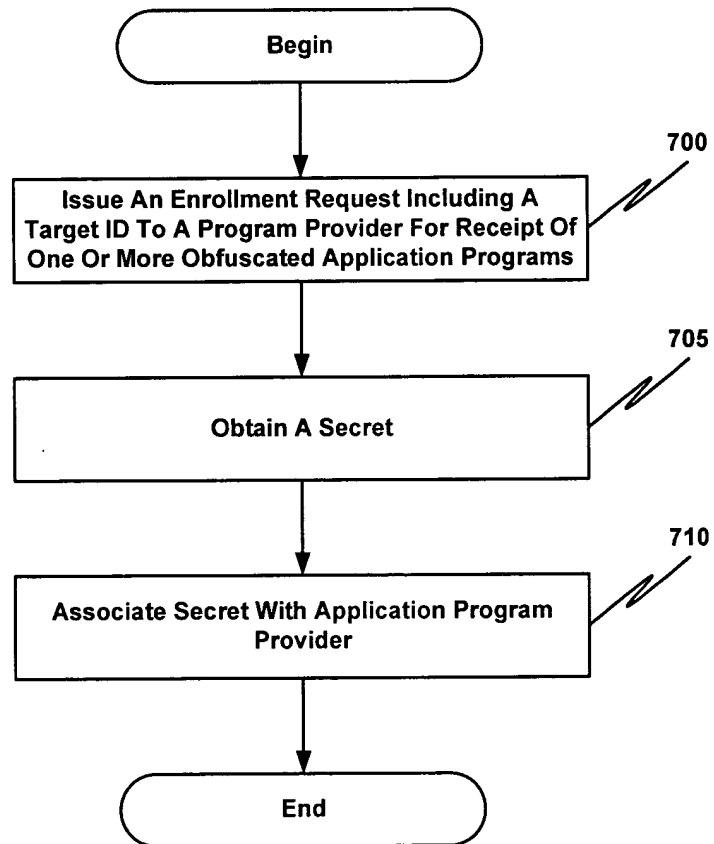 Begin
700
Issue An Enrollment Request Including A
Target ID To A Program Provider For Receipt Of
One Or More Obfuscated Application Programs
705
Obtain A Secret
710
Associate Secret With Application Program
Provider
End